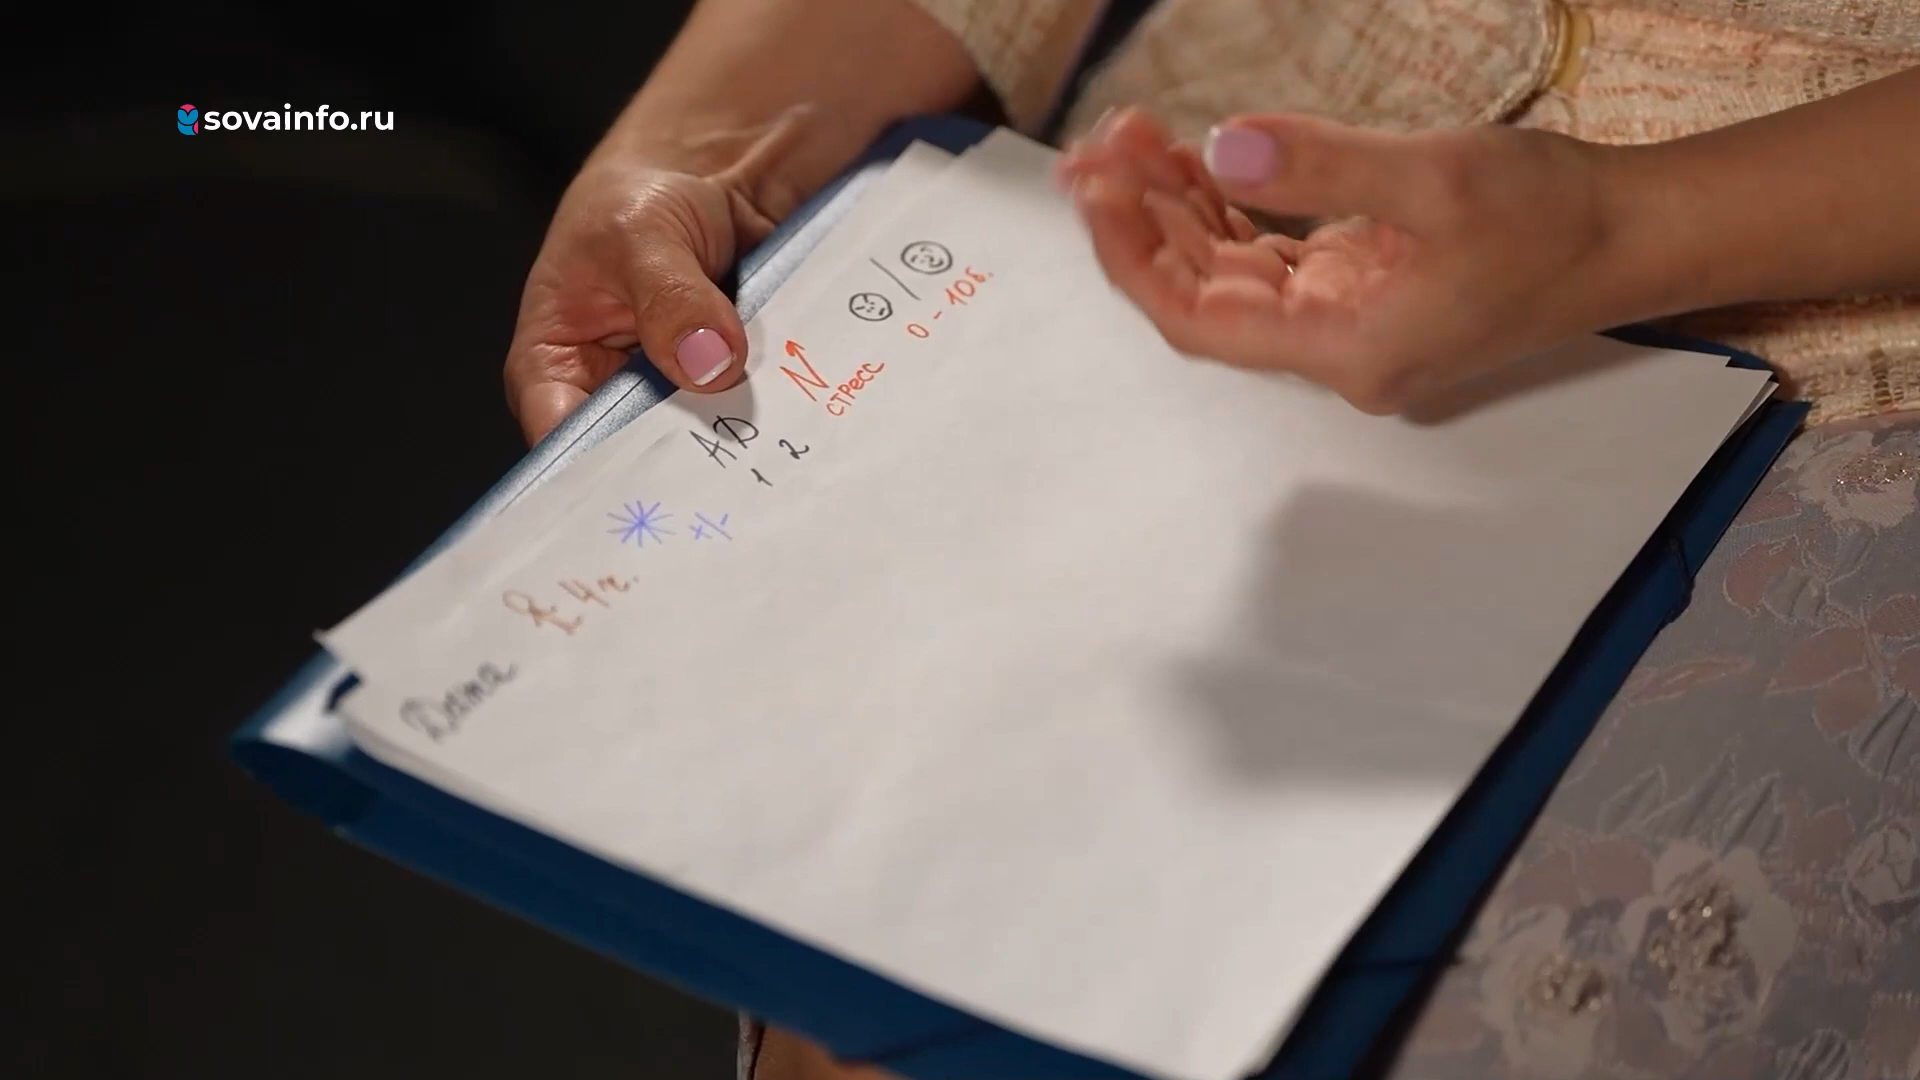 sovainfo.ru
Дата
4ч.
+/-
АД
1 2
стресс
0 - 10б.